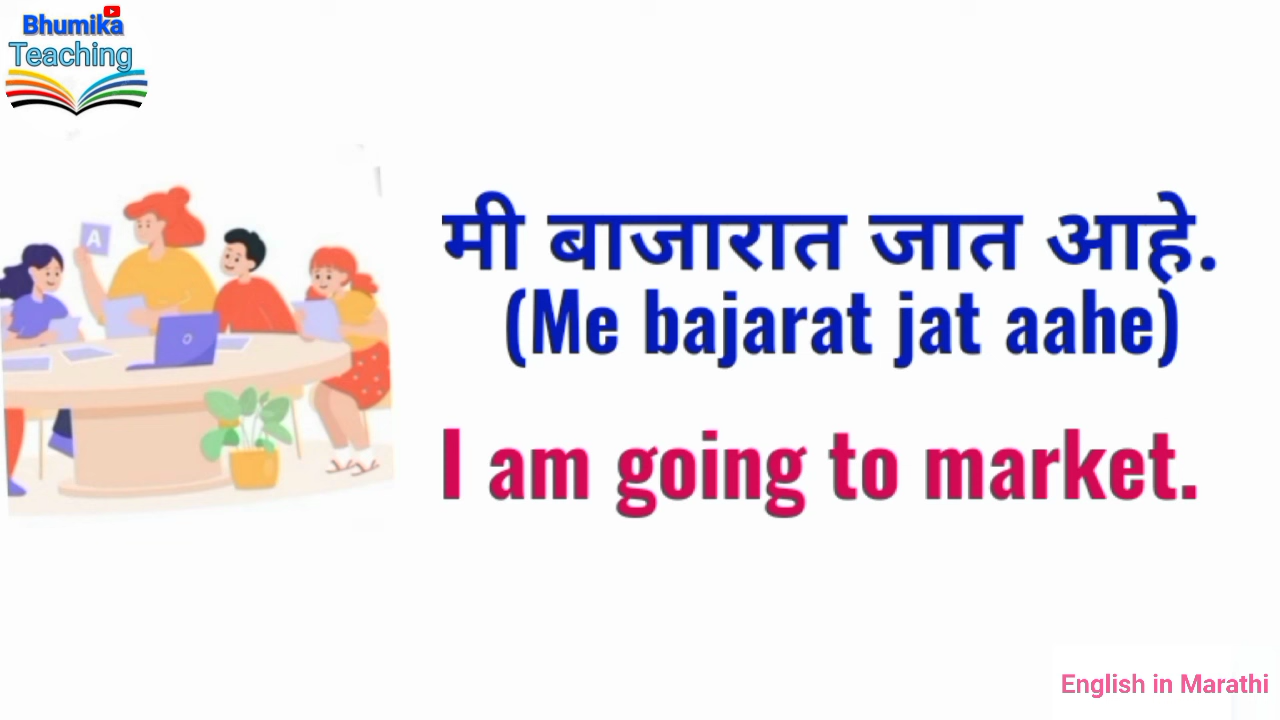 Bhumika
Teaching
A
मी बाजारात जात आहे.
(Me bajarat jat aahe)
I am going to market.
English in Marathi